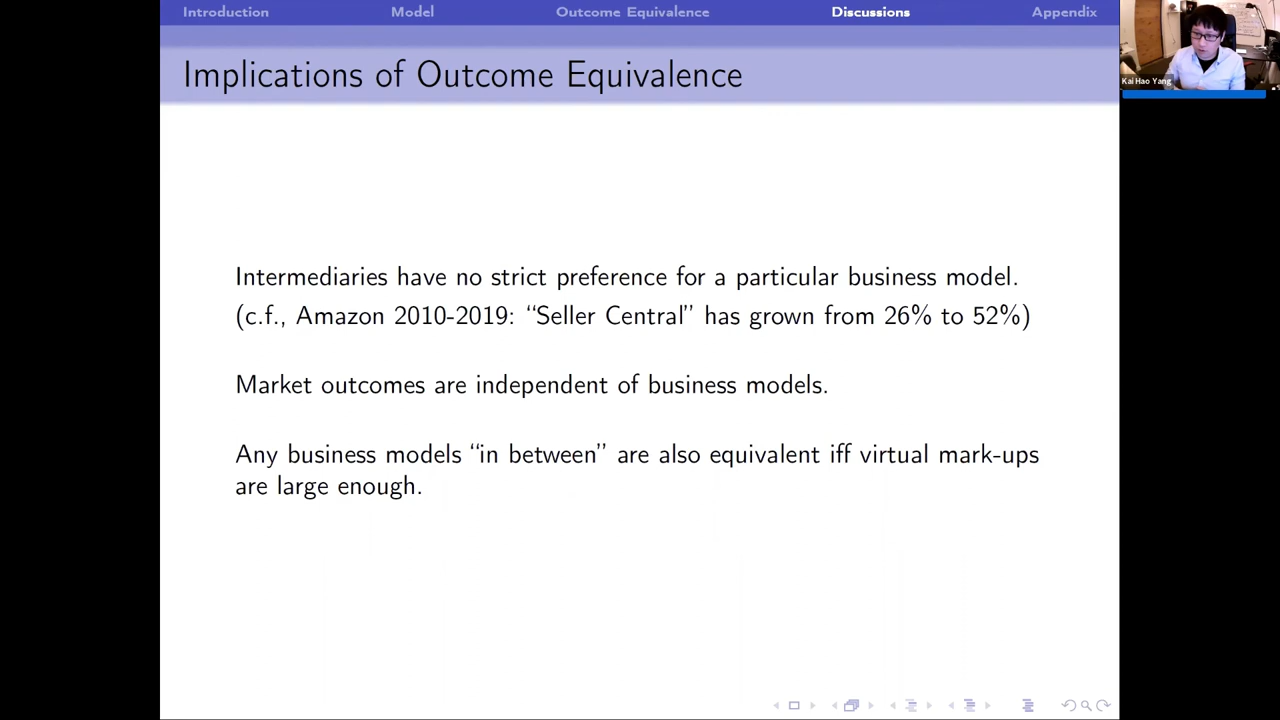 Introduction Model Outcome Equivalence Discussions Appendix
Implications of Outcome Equivalence
Kai Hao Yang
Intermediaries have no strict preference for a particular business model.
(c.f., Amazon 2010-2019: “Seller Central” has grown from 26% to 52%)
Market outcomes are independent of business models.
Any business models “in between” are also equivalent iff virtual mark-ups
are large enough.